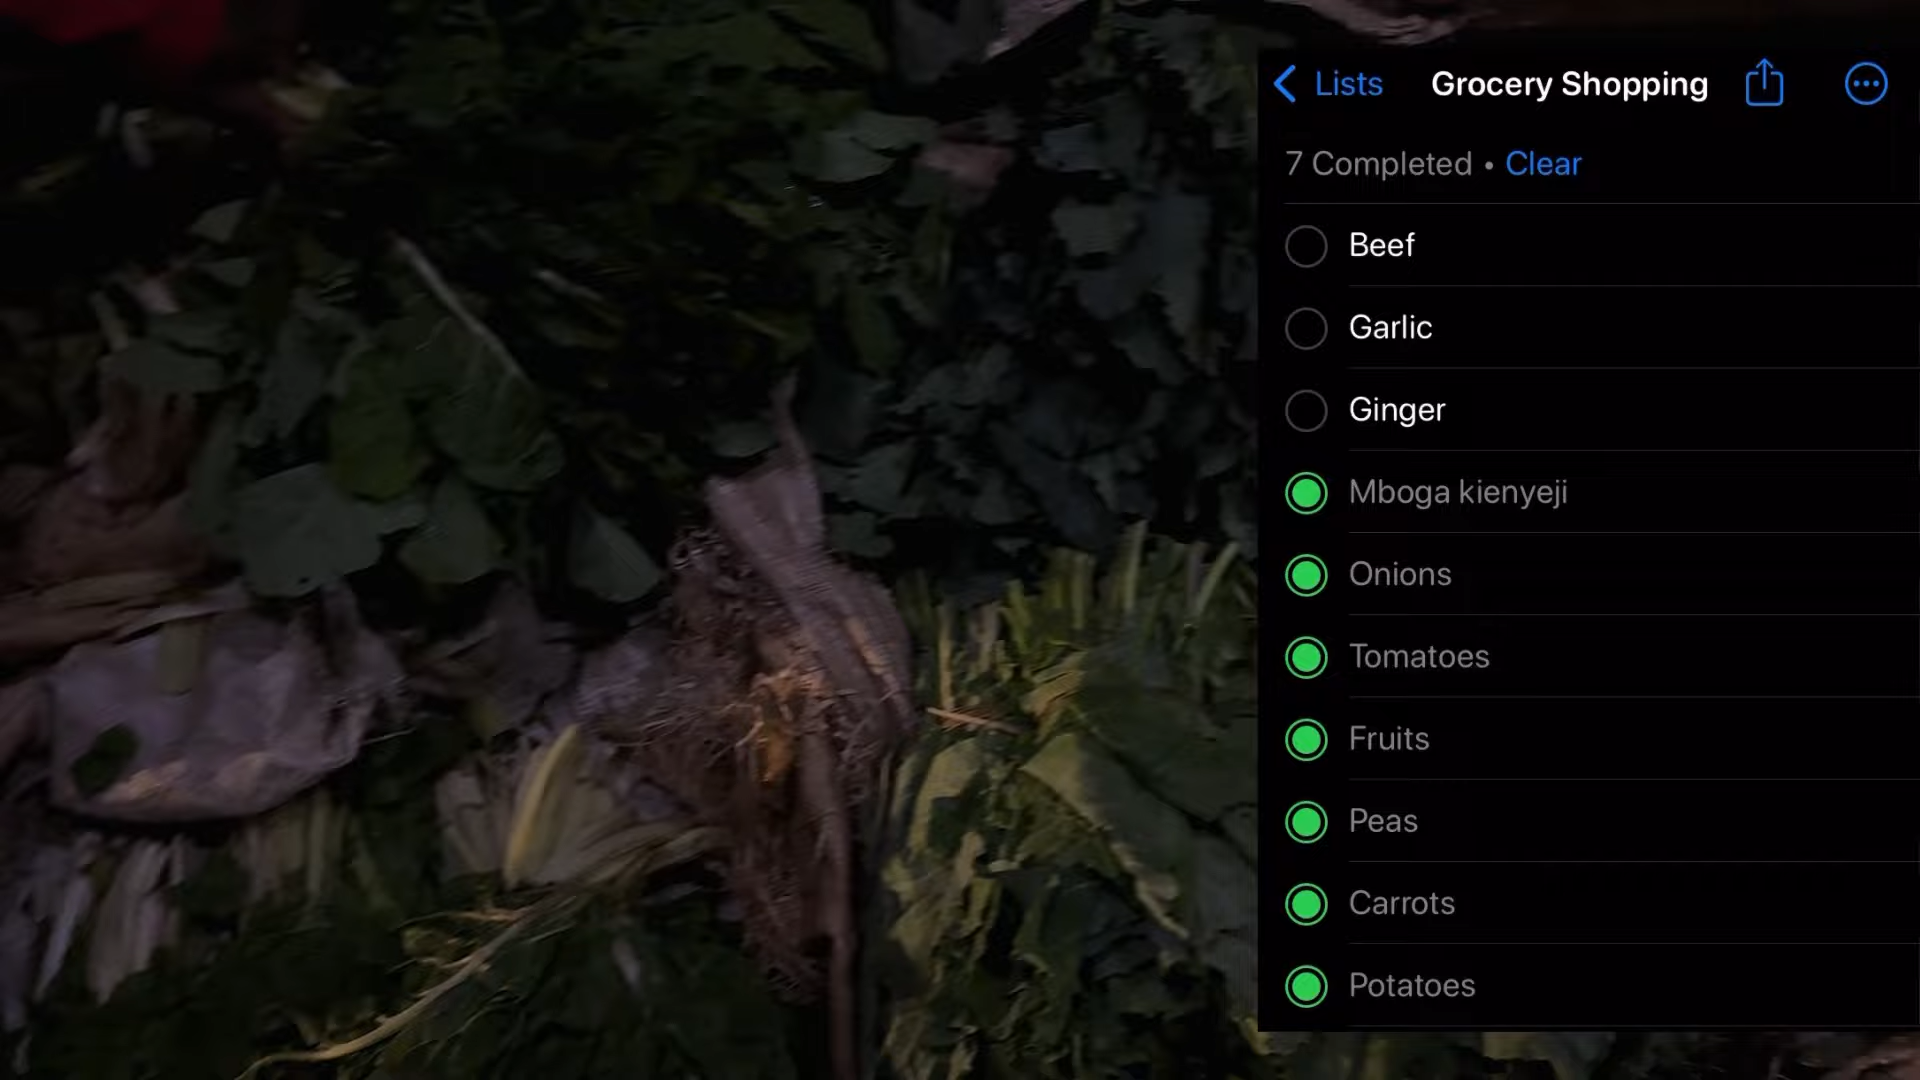 Lists
Grocery Shopping
7 Completed • Clear
Beef
Garlic
Ginger
Mboga kienyeji
Onions
Tomatoes
Fruits
Peas
Carrots
Potatoes